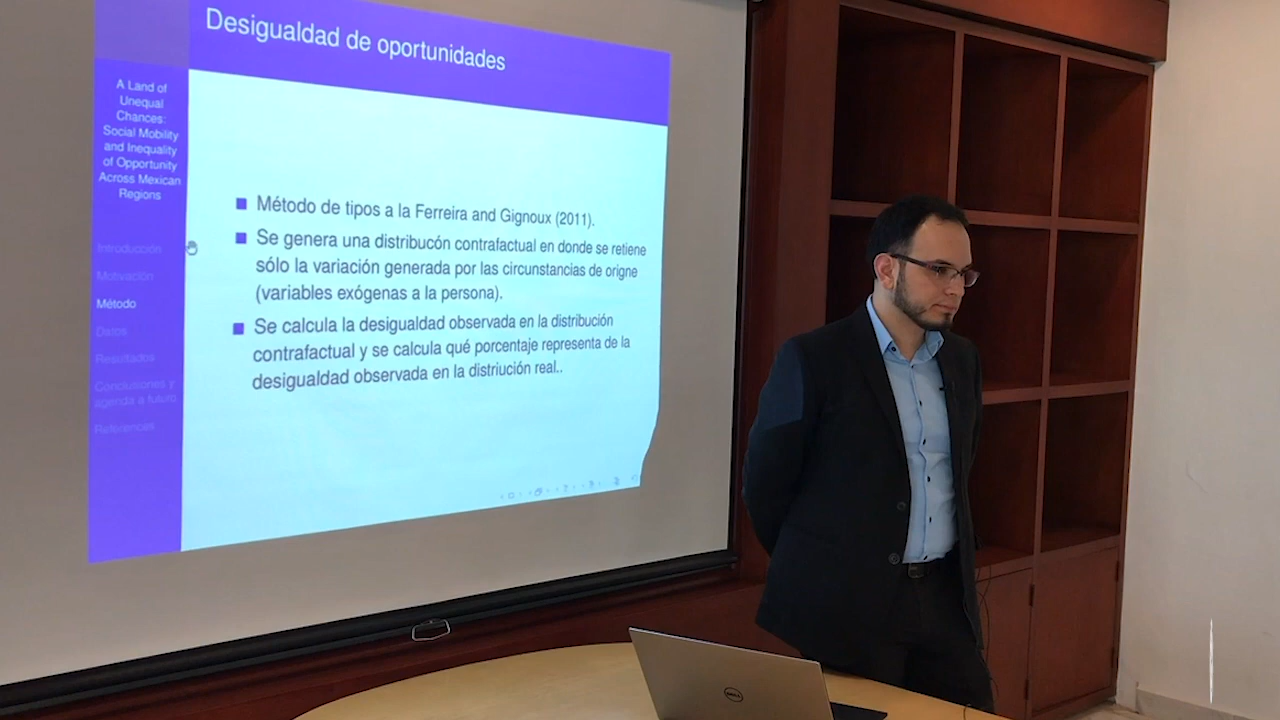 Desigualdad de oportunidades
A Land of
Unequal
Chances:
Social Mobility
and Inequality
of Opportunity
Across Mexican
Regions
Introducción
Motivación
Método
Datos
Resultados
Conclusiones y
agenda a futuro
Referencias
Método de tipos a la Ferreira and Gignoux (2011).
Se genera una distribucón contrafactual en donde se retiene
sólo la variación generada por las circunstancias de origne
(variables exógenas a la persona).
Se calcula la desigualdad observada en la distribución
contrafactual y se calcula qué porcentaje representa de la
desigualdad observada en la distriución real..
DELL